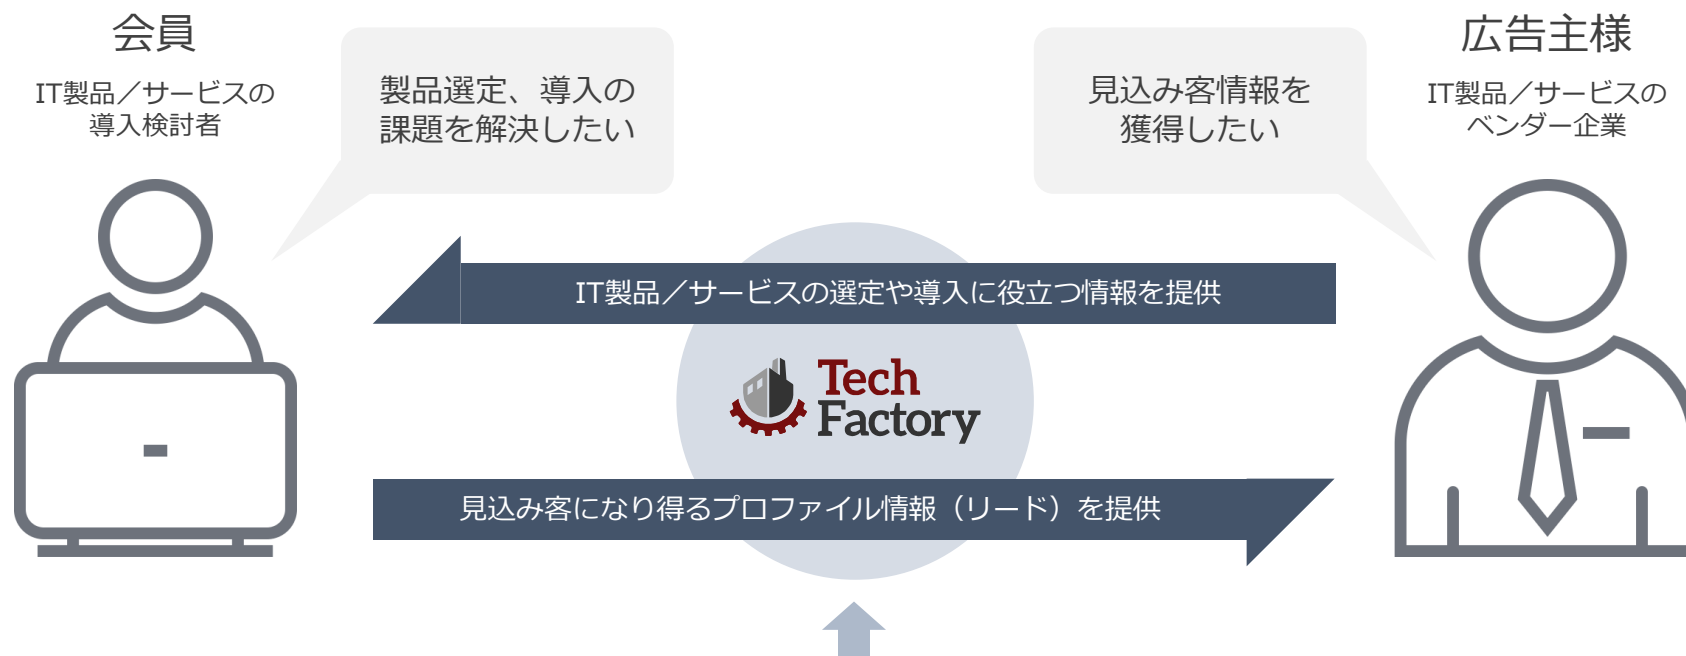 会員
IT製品／サービスの
導入検討者
製品選定、導入の
課題を解決したい
見込み客情報を
獲得したい
広告主様
IT製品／サービスの
ベンダー企業
IT製品／サービスの選定や導入に役立つ情報を提供
Tech
Factory
見込み客になり得るプロファイル情報（リード）を提供